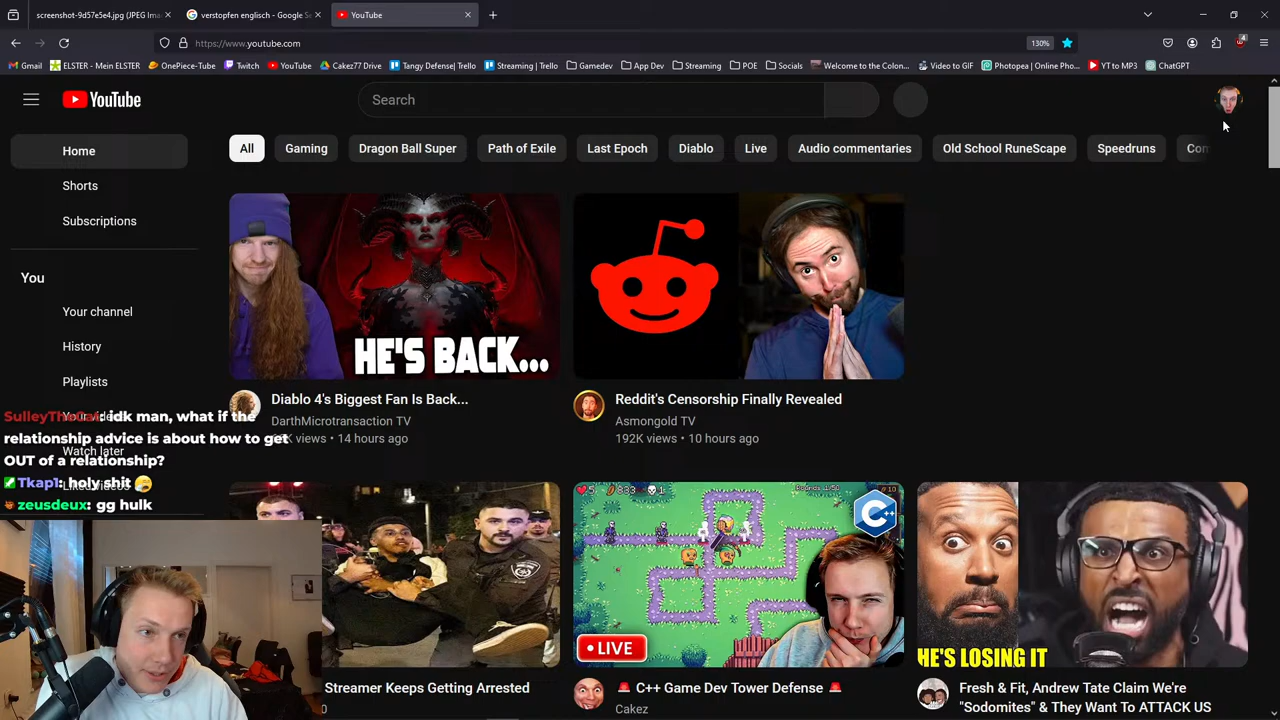 screenshot-9d57e5e4.jpg (JPEG Ima
verstopfen englisch - Google Se
YouTube
https://www.youtube.com
130%
4
Gmail
ELSTER - Mein ELSTER
OnePiece-Tube
Twitch
YouTube
Cakez77 Drive
Tangy Defense| Trello
Streaming | Trello
Gamedev
App Dev
Streaming
POE
Socials
Welcome to the Colon...
Video to GIF
Photopea | Online Pho...
YT to MP3
ChatGPT
YouTube
Search
Home
Shorts
Subscriptions
You
Your channel
History
Playlists
Watch later
All
Gaming
Dragon Ball Super
Path of Exile
Last Epoch
Diablo
Live
Audio commentaries
Old School RuneScape
Speedruns
HE'S BACK...
Diablo 4's Biggest Fan Is Back...
DarthMicrotransaction TV
views • 14 hours ago
Reddit's Censorship Finally Revealed
Asmongold TV
192K views • 10 hours ago
SulleyTheCat: idk man, what if the
relationship advice is about how to get
OUT of a relationship?
Tkap1: holy shit
zeusdeux: gg hulk
Streamer Keeps Getting Arrested
5
833
1
C++
• LIVE
C++ Game Dev Tower Defense
Cakez
HE'S LOSING IT
Fresh & Fit, Andrew Tate Claim We're
"Sodomites" & They Want To ATTACK US